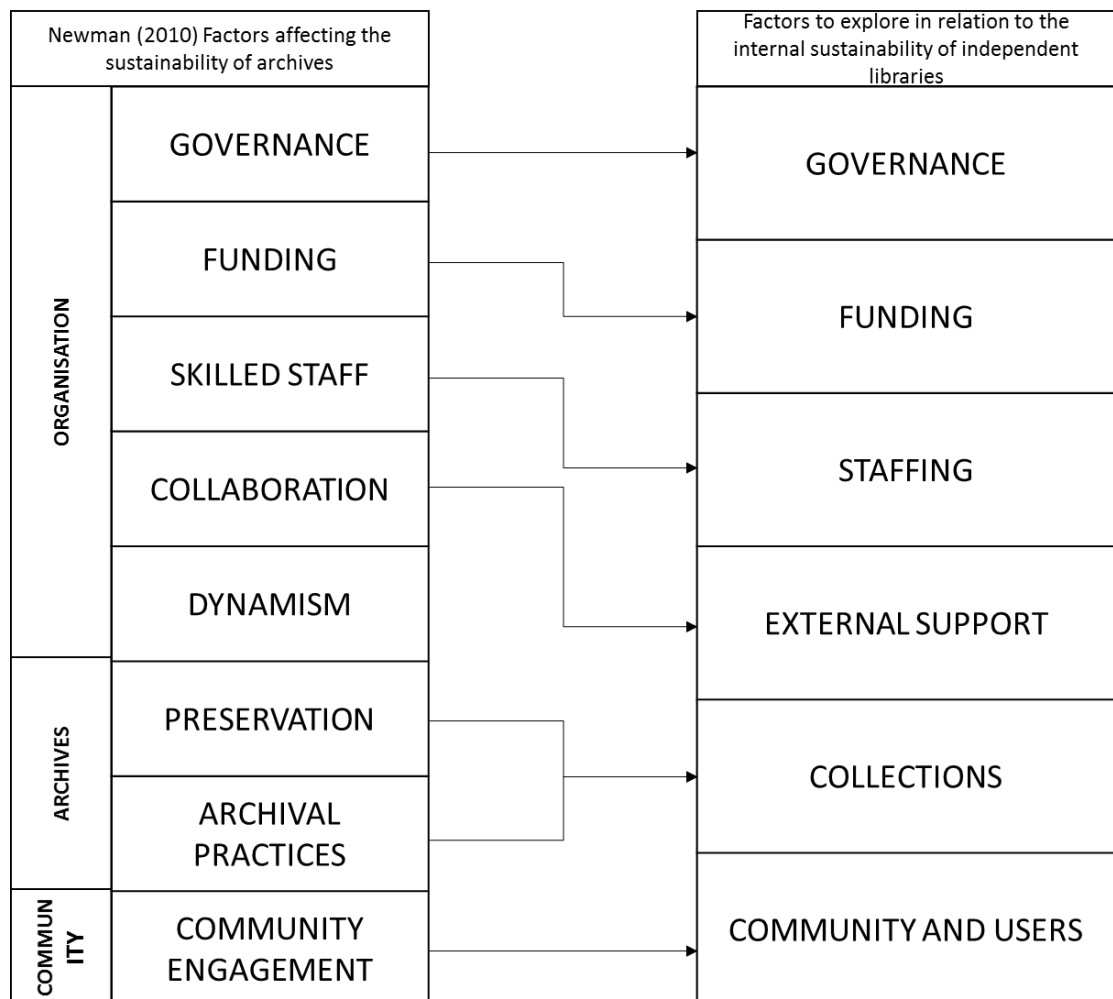 Newman (2010) Factors affecting the
sustainability of archives
Factors to explore in relation to the
internal sustainability of independent
libraries
ORGANISATION
GOVERNANCE
FUNDING
SKILLED STAFF
COLLABORATION
DYNAMISM
ARCHIVES
PRESERVATION
ARCHIVAL
PRACTICES
COMMUN
ITY
COMMUNITY
ENGAGEMENT
GOVERNANCE
FUNDING
STAFFING
EXTERNAL SUPPORT
COLLECTIONS
COMMUNITY AND USERS